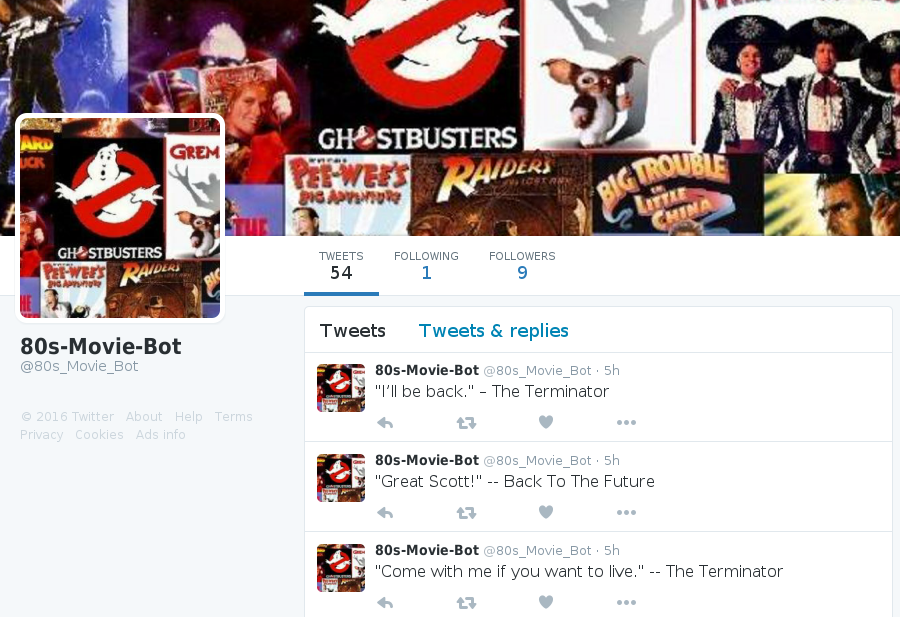 GHOSTBUSTERS
PEE-WEE'S
BIG ADVENTURE
RAIDERS
BIG TROUBLE
IN
LITTLE
CHINA
THE
GREM
GHOSTBUSTERS
PEE-WEE'S
BIG ADVENTURE
RAIDERS
TWEETS FOLLOWING FOLLOWERS
54 1 9
80s-Movie-Bot
@80s_Movie_Bot
© 2016 Twitter About Help Terms
Privacy Cookies Ads info
Tweets Tweets & replies
80s-Movie-Bot @80s_Movie_Bot · 5h
"I’ll be back." – The Terminator
80s-Movie-Bot @80s_Movie_Bot · 5h
"Great Scott!" -- Back To The Future
80s-Movie-Bot @80s_Movie_Bot · 5h
"Come with me if you want to live." -- The Terminator